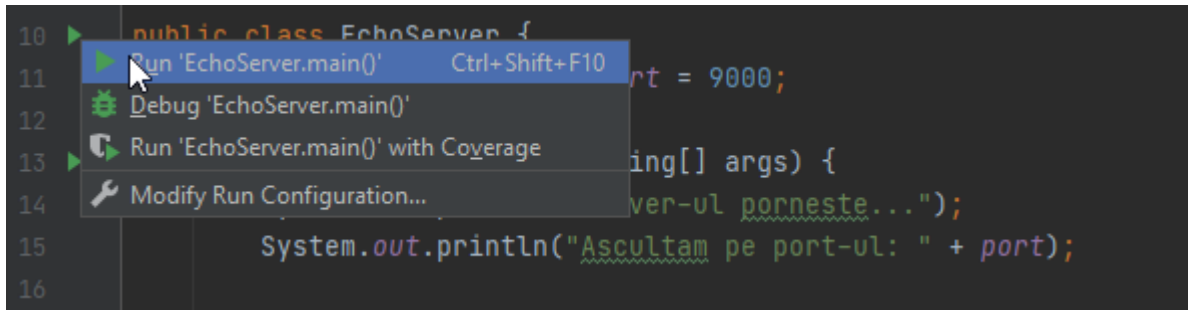 10 public class EchoServer {
Run 'EchoServer.main()' Ctrl+Shift+F10
11 rt = 9000;
Debug 'EchoServer.main()'
12
Run 'EchoServer.main()' with Coverage
13 ing[] args) {
Modify Run Configuration...
14 ver-ul porneste...");
15 System.out.println("Ascultam pe port-ul: " + port);
16